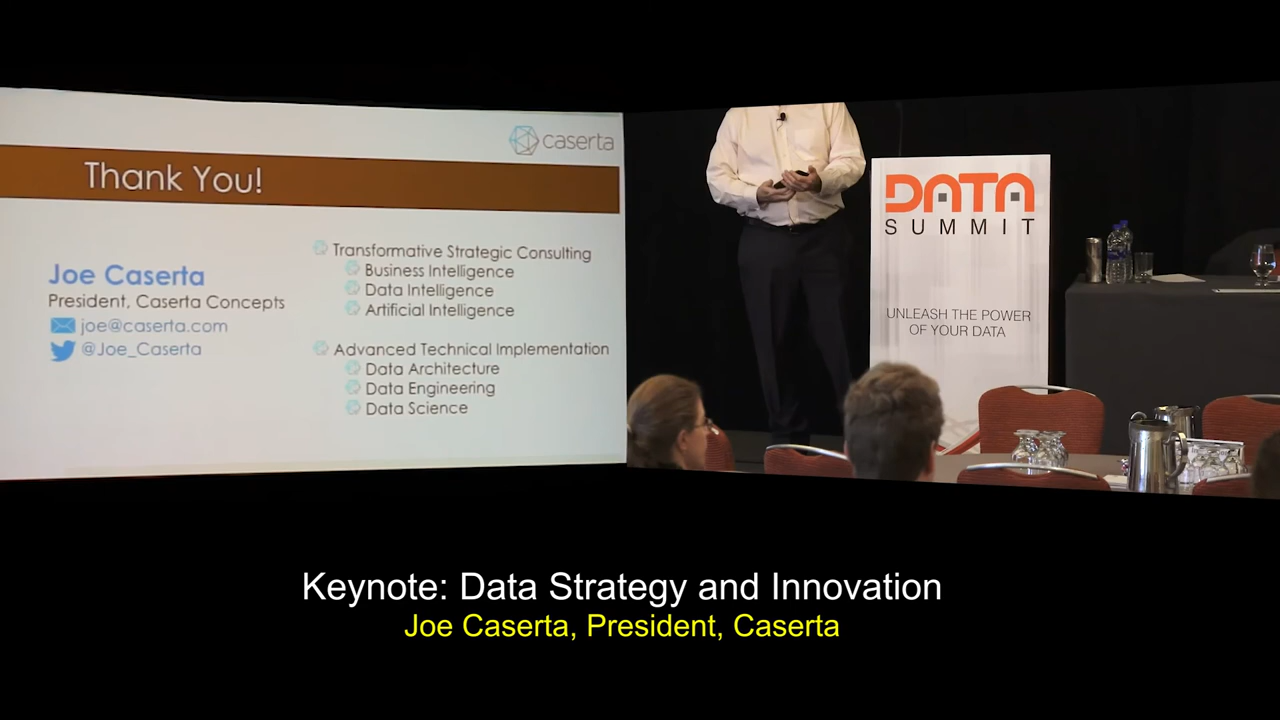 caserta
Thank You!
Joe Caserta
President, Caserta Concepts
joe@caserta.com
@Joe_Caserta
Transformative Strategic Consulting
Business Intelligence
Data Intelligence
Artificial Intelligence
Advanced Technical Implementation
Data Architecture
Data Engineering
Data Science
DATA
SUMMIT
UNLEASH THE POWER
OF YOUR DATA
Keynote: Data Strategy and Innovation
Joe Caserta, President, Caserta